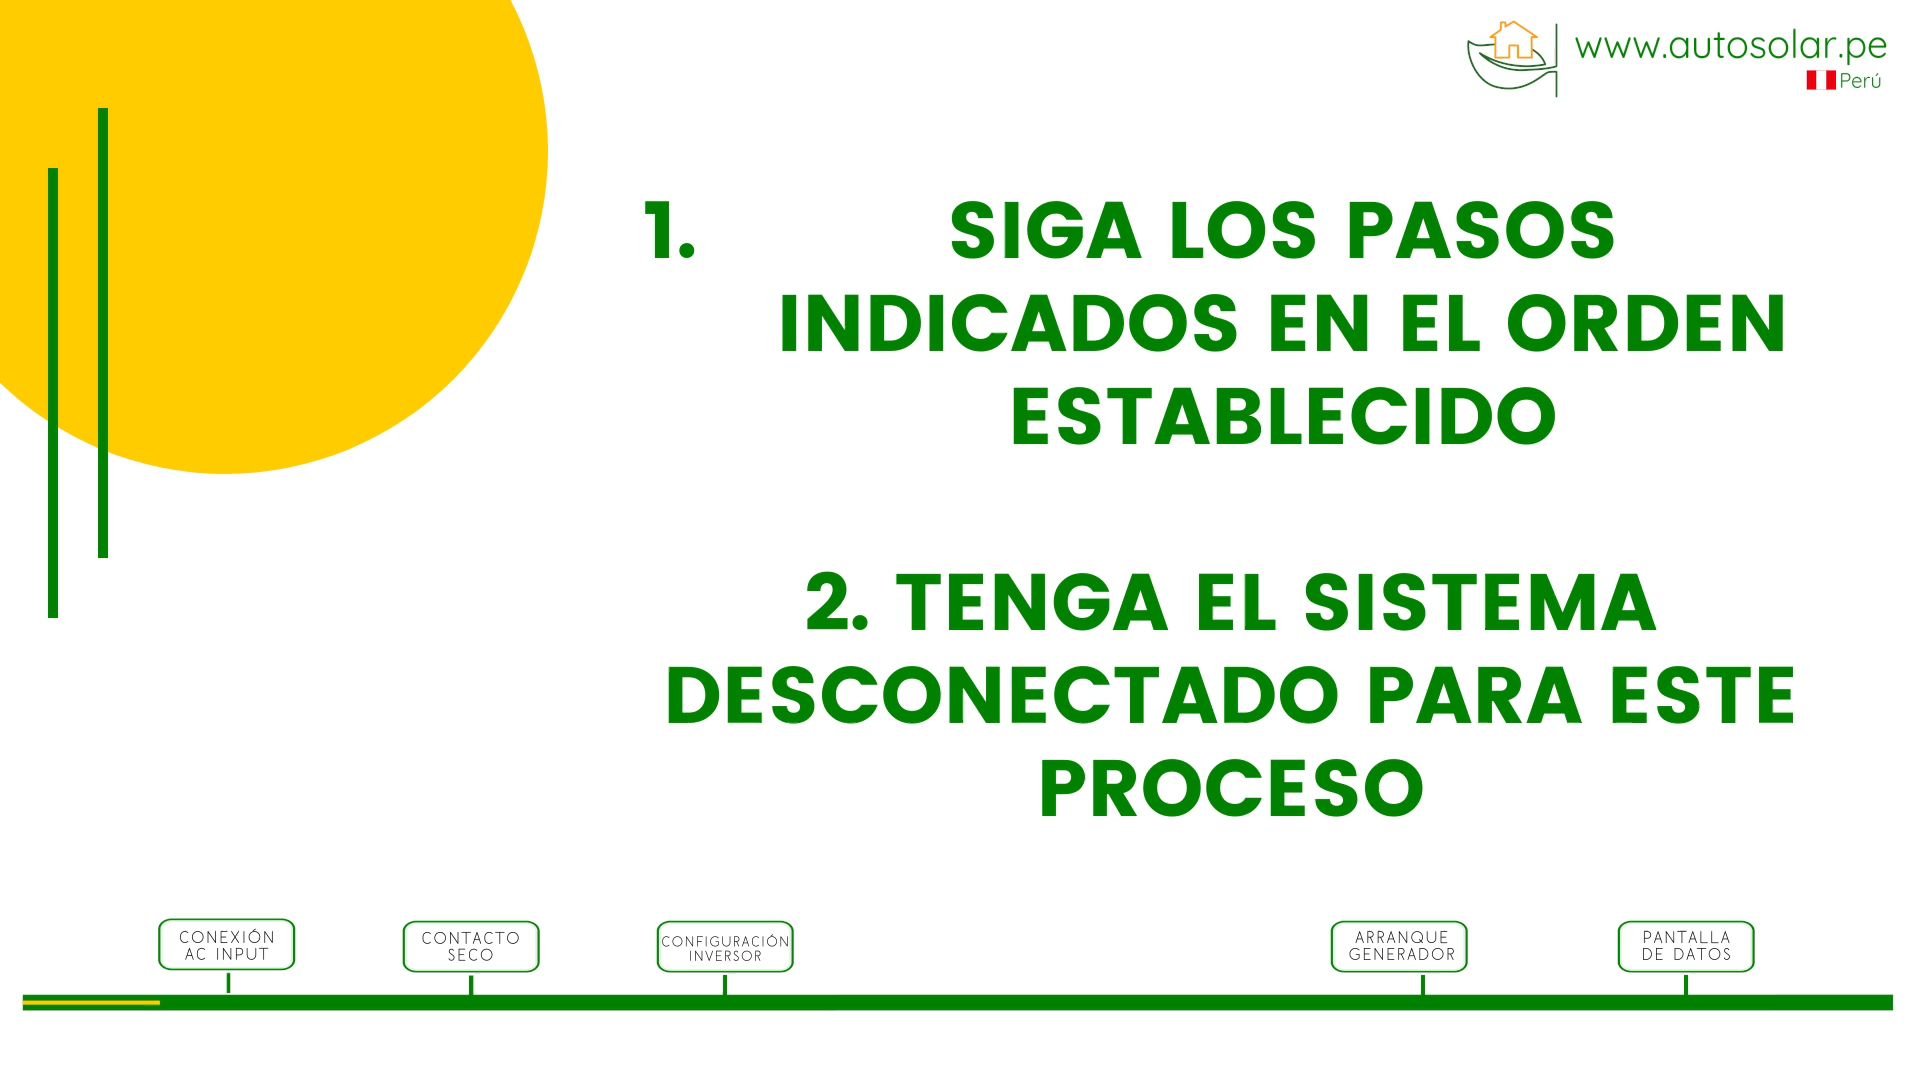 www.autosolar.pe
Perú
1. SIGA LOS PASOS
INDICADOS EN EL ORDEN
ESTABLECIDO
2. TENGA EL SISTEMA
DESCONECTADO PARA ESTE
PROCESO
CONEXIÓN
AC INPUT
CONTACTO
SECO
CONFIGURACIÓN
INVERSOR
ARRANQUE
GENERADOR
PANTALLA
DE DATOS